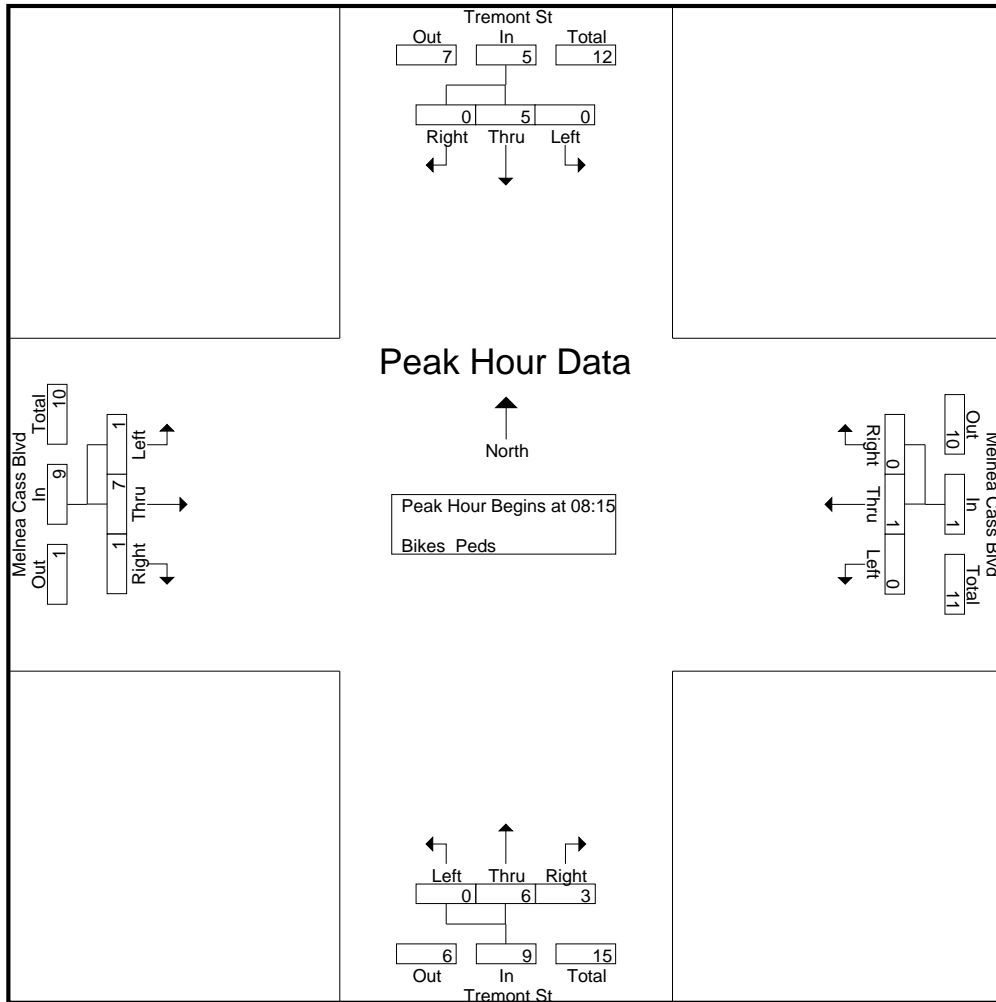 Tremont St
Out In Total
7 5 12
0 5 0
Right Thru Left
Peak Hour Data
North
Peak Hour Begins at 08:15
Bikes Peds
Melnea Cass Blvd
Out In Total
1 9 10
Left Thru Right
1 7 1
Melnea Cass Blvd
Out In Total
10 1 11
Right Thru Left
0 1 0
Left Thru Right
0 6 3
6 9 15
Out In Total
Tremont St